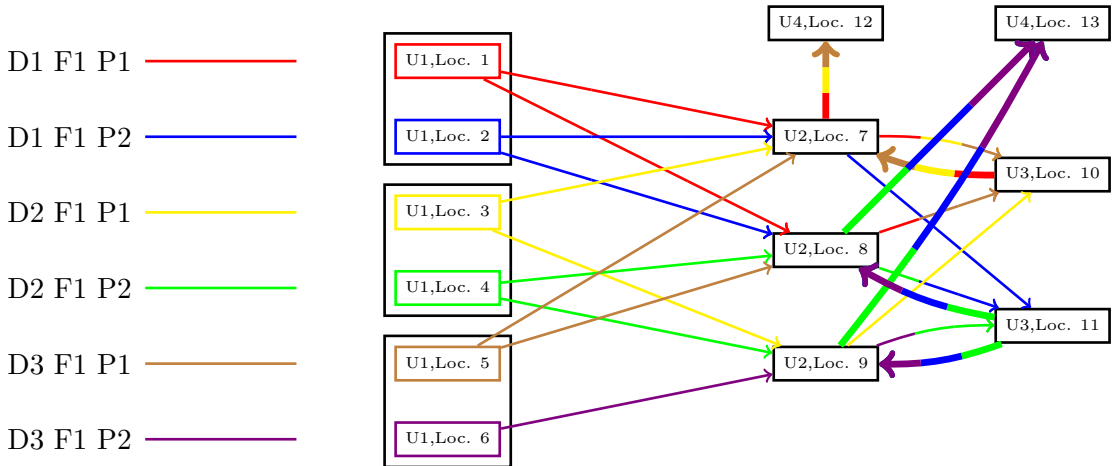 D1 F1 P1
D1 F1 P2
D2 F1 P1
D2 F1 P2
D3 F1 P1
D3 F1 P2
U1,Loc. 1
U1,Loc. 2
U1,Loc. 3
U1,Loc. 4
U1,Loc. 5
U1,Loc. 6
U4,Loc. 12
U2,Loc. 7
U2,Loc. 8
U2,Loc. 9
U4,Loc. 13
U3,Loc. 10
U3,Loc. 11